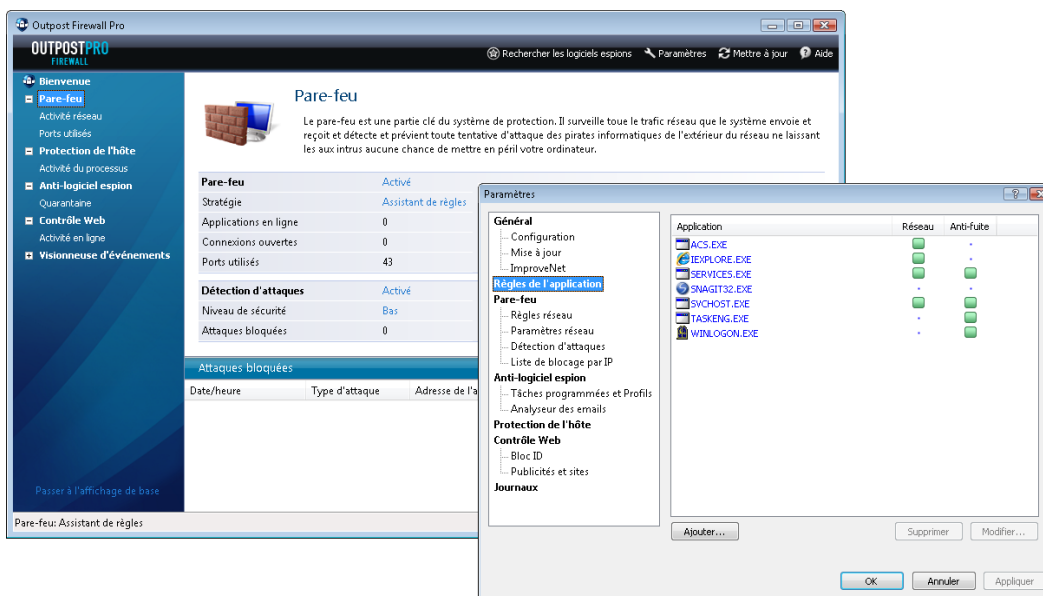 Outpost Firewall Pro
OUTPOSTPRO
FIREWALL
Rechercher les logiciels espions Paramètres Mettre à jour Aide
Bienvenue
Pare-feu
Activité réseau
Ports utilisés
Protection de l'hôte
Activité du processus
Anti-logiciel espion
Quarantaine
Contrôle Web
Activité en ligne
Visionneuse d'événements
Passer à l'affichage de base
Pare-feu
Le pare-feu est une partie clé du système de protection. Il surveille toue le trafic réseau que le système envoie et
reçoit et détecte et prévient toute tentative d'attaque des pirates informatiques de l'extérieur du réseau ne laissant
les aux intrus aucune chance de mettre en péril votre ordinateur.
Pare-feu Activé
Stratégie Assistant de règles
Applications en ligne 0
Connexions ouvertes 0
Ports utilisés 43
Détection d'attaques Activé
Niveau de sécurité Bas
Attaques bloquées 0
Attaques bloquées
Date/heure Type d'attaque Adresse de l'a
Pare-feu: Assistant de règles
Paramètres
Général
Configuration
Mise à jour
ImproveNet
Règles de l'application
Pare-feu
Règles réseau
Paramètres réseau
Détection d'attaques
Liste de blocage par IP
Anti-logiciel espion
Tâches programmées et Profils
Analyseur des emails
Protection de l'hôte
Contrôle Web
Bloc ID
Publicités et sites
Journaux
Application Réseau Anti-fuite
ACS.EXE
IEXPLORE.EXE
SERVICES.EXE
SNAGIT32.EXE
SVCHOST.EXE
TASKENG.EXE
WINLOGON.EXE
Ajouter... Supprimer Modifier...
OK Annuler Appliquer